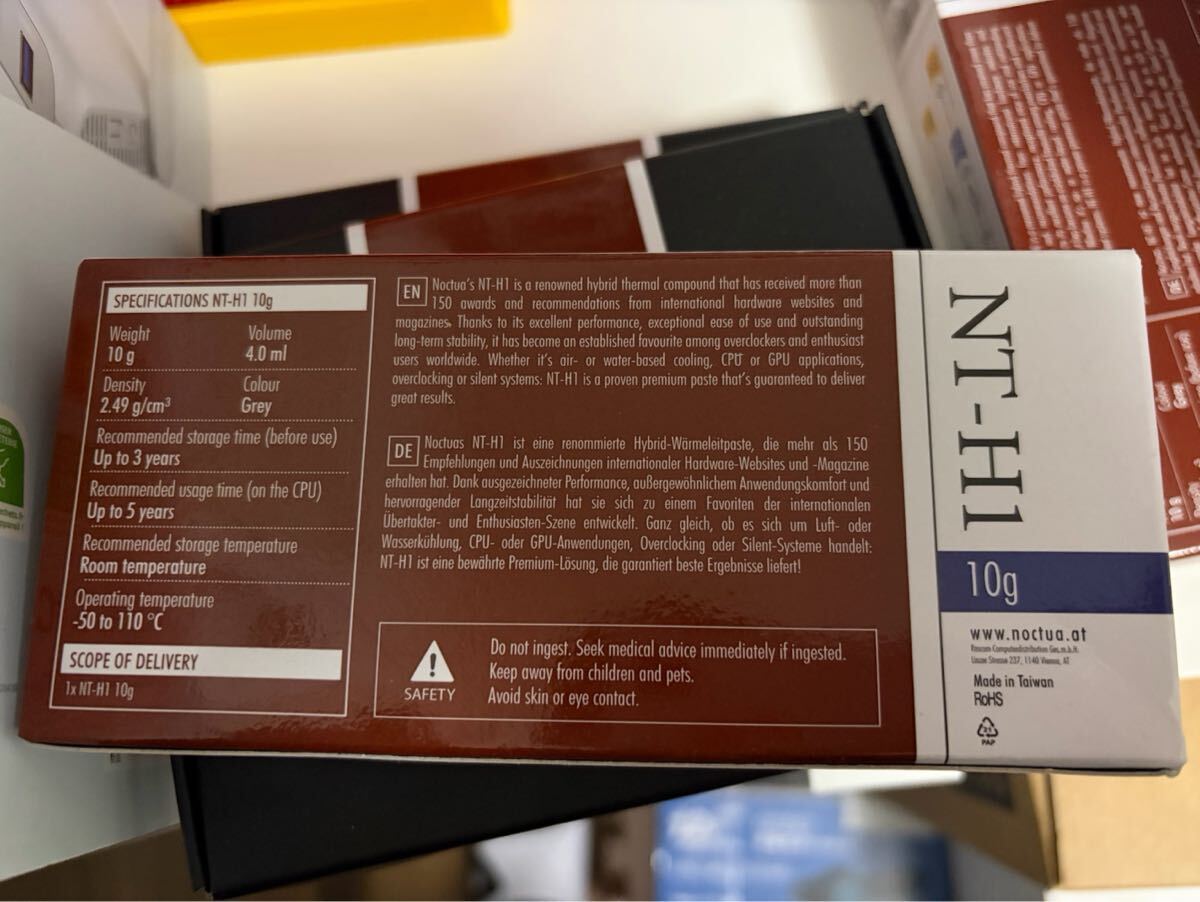 SPECIFICATIONS NT-H1 10g
Weight
10 g
Volume
4.0 ml
Density
2.49 g/cm³
Colour
Grey
Recommended storage time (before use)
Up to 3 years
Recommended usage time (on the CPU)
Up to 5 years
Recommended storage temperature
Room temperature
Operating temperature
-50 to 110 °C
SCOPE OF DELIVERY
1x NT-H1 10g
EN Noctua's NT-H1 is a renowned hybrid thermal compound that has received more than
150 awards and recommendations from international hardware websites and
magazines. Thanks to its excellent performance, exceptional ease of use and outstanding
long-term stability, it has become an established favourite among overclockers and enthusiast
users worldwide. Whether it's air- or water-based cooling, CPU or GPU applications,
overclocking or silent systems: NT-H1 is a proven premium paste that's guaranteed to deliver
great results.
DE Noctuas NT-H1 ist eine renommierte Hybrid-Wärmeleitpaste, die mehr als 150
Empfehlungen und Auszeichnungen internationaler Hardware-Websites und -Magazine
erhalten hat. Dank ausgezeichneter Performance, außergewöhnlichem Anwendungskomfort und
hervorragender Langzeitstabilität hat sie sich zu einem Favoriten der internationalen
Übertakter- und Enthusiasten-Szene entwickelt. Ganz gleich, ob es sich um Luft- oder
Wasserkühlung, CPU- oder GPU-Anwendungen, Overclocking oder Silent-Systeme handelt:
NT-H1 ist eine bewährte Premium-Lösung, die garantiert beste Ergebnisse liefert!
SAFETY
Do not ingest. Seek medical advice immediately if ingested.
Keep away from children and pets.
Avoid skin or eye contact.
NT-H1
10g
www.noctua.at
Rascom Computerdistribution Ges.m.b.H.
Linzer Strasse 237, 1140 Vienna, AT
Made in Taiwan
RoHS
21
PAP